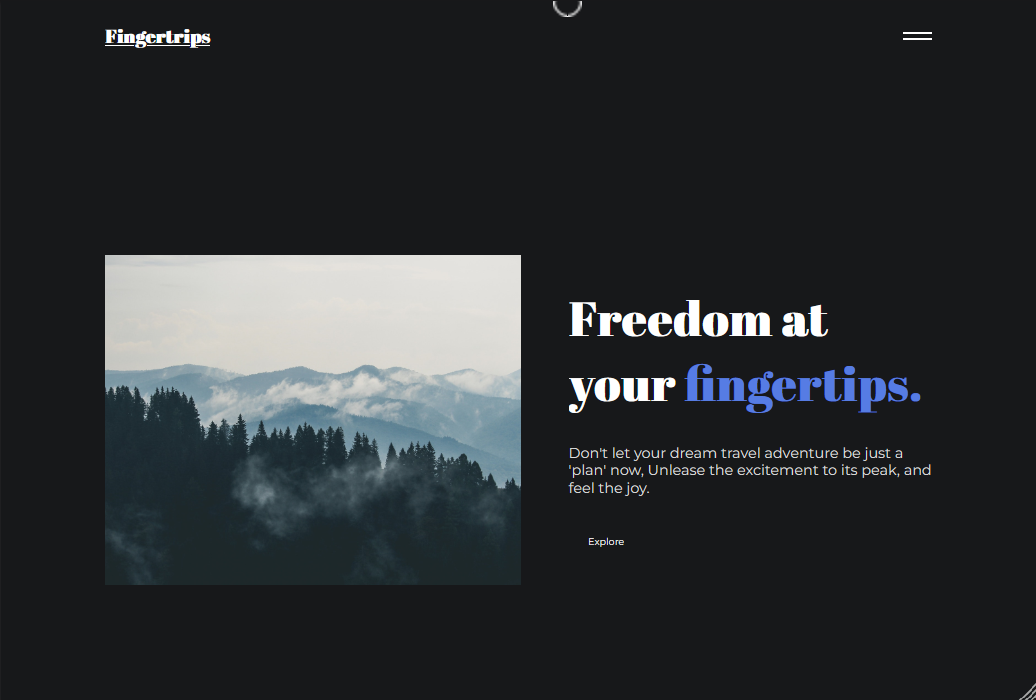 Fingertrips
Freedom at
your fingertips.
Don't let your dream travel adventure be just a
'plan' now, Unlease the excitement to its peak, and
feel the joy.
Explore